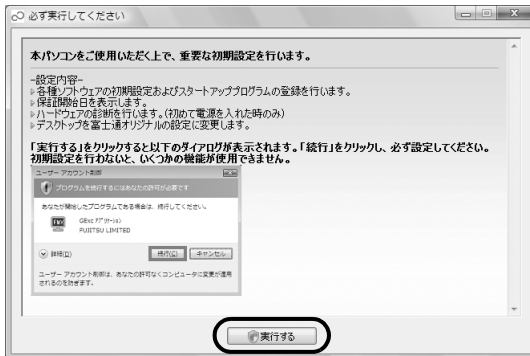 必ず実行してください
本パソコンをご使用いただく上で、重要な初期設定を行います。
-設定内容-
各種ソフトウェアの初期設定およびスタートアッププログラムの登録を行います。
保証開始日を表示します。
ハードウェアの診断を行います。(初めて電源を入れた時のみ)
デスクトップを富士通オリジナルの設定に変更します。
「実行する」をクリックすると以下のダイアログが表示されます。「続行」をクリックし、必ず設定してください。
初期設定を行わないと、いくつかの機能が使用できません。
ユーザー アカウント制御
プログラムを続行するにはあなたの許可が必要です
あなたが開始したプログラムである場合は、続行してください。
GExc アプリケーション
FUJITSU LIMITED
詳細(D)
続行(C)
キャンセル
ユーザー アカウント制御は、あなたの許可なくコンピュータに変更が適用
されるのを防ぎます。
実行する